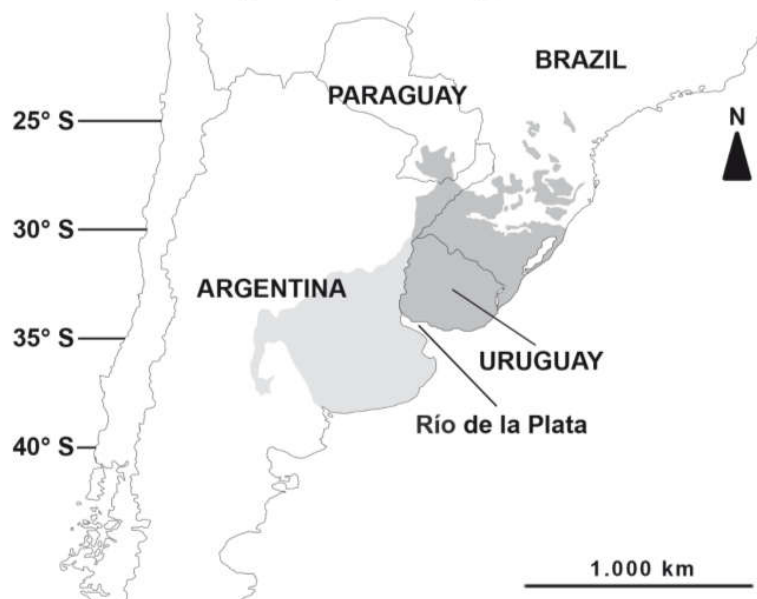 BRAZIL
PARAGUAY
25° S
N
30° S
ARGENTINA
35° S
URUGUAY
Río de la Plata
40° S
1.000 km